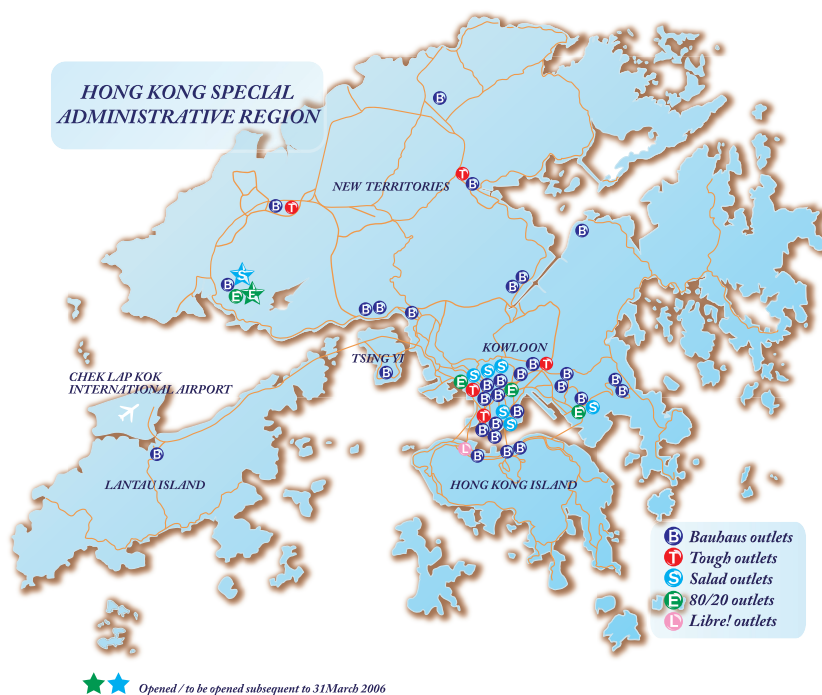 HONG KONG SPECIAL
ADMINISTRATIVE REGION
B
T
NEW TERRITORIES
B
B
T
B
S
B
E
E
B
B
B
B
B
B
KOWLOON
TSING YI
B
CHEK LAP KOK
INTERNATIONAL AIRPORT
B
T
S
S
S
B
B
E
B
B
T
B
B
E
B
B
B
B
B
T
S
B
E
S
B
B
S
B
L
B
B
B
B
LANTAU ISLAND
HONG KONG ISLAND
B Bauhaus outlets
T Tough outlets
S Salad outlets
E 80/20 outlets
L Libre! outlets
Opened / to be opened subsequent to 31March 2006